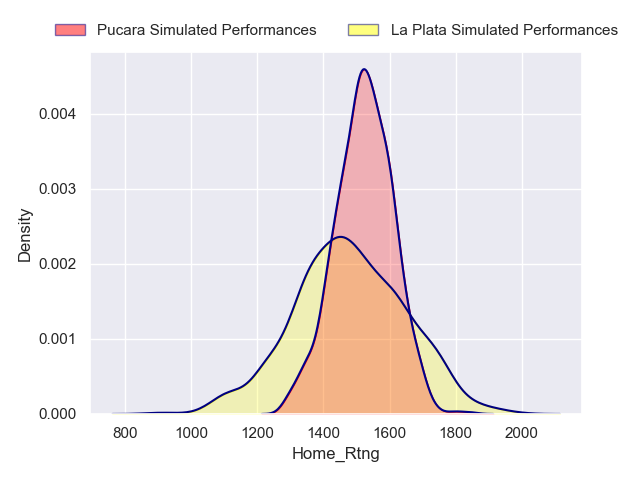 Pucara Simulated Performances La Plata Simulated Performances
0.004
0.003
0.002
0.001
0.000
Density
800 1000 1200 1400 1600 1800 2000
Home_Rtng